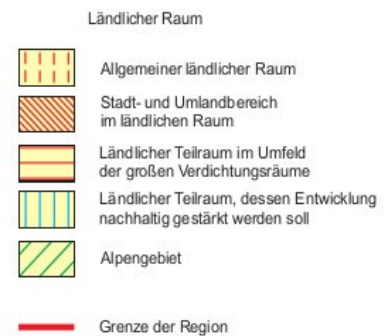 Ländlicher Raum
Allgemeiner ländlicher Raum
Stadt- und Umlandbereich
im ländlichen Raum
Ländlicher Teilraum im Umfeld
der großen Verdichtungsräume
Ländlicher Teilraum, dessen Entwicklung
nachhaltig gestärkt werden soll
Alpengebiet
Grenze der Region